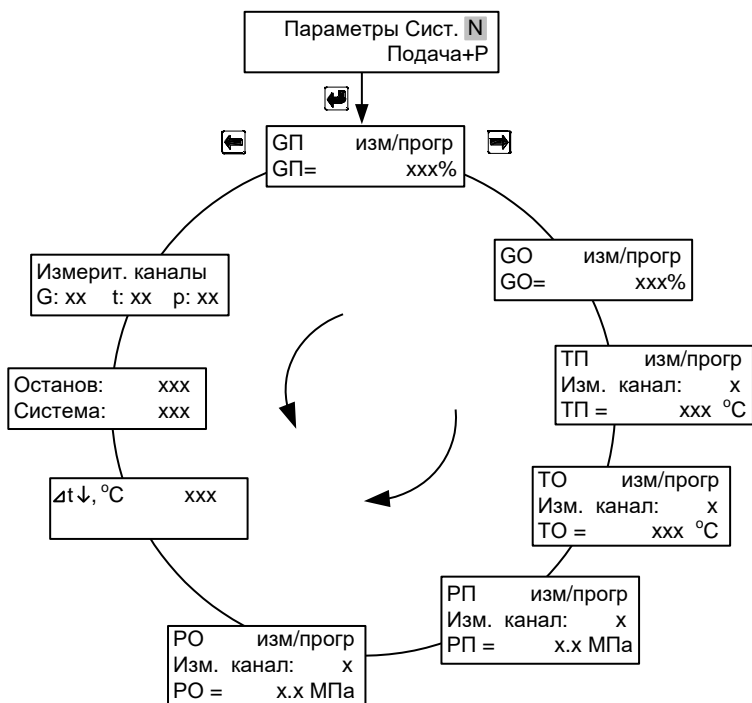 Параметры Сист. N
Подача+Р
GП изм/прогр
GП= xxx%
GO изм/прогр
GO= xxx%
ТП изм/прогр
Изм. канал: x
ТП = xxx °C
ТО изм/прогр
Изм. канал: x
ТО = xxx °C
РП изм/прогр
Изм. канал: x
РП = x.x МПа
РО изм/прогр
Изм. канал: x
РО = x.x МПа
⊿t↓, °C xxx
Останов: xxx
Система: xxx
Измерит. каналы
G: xx t: xx p: xx